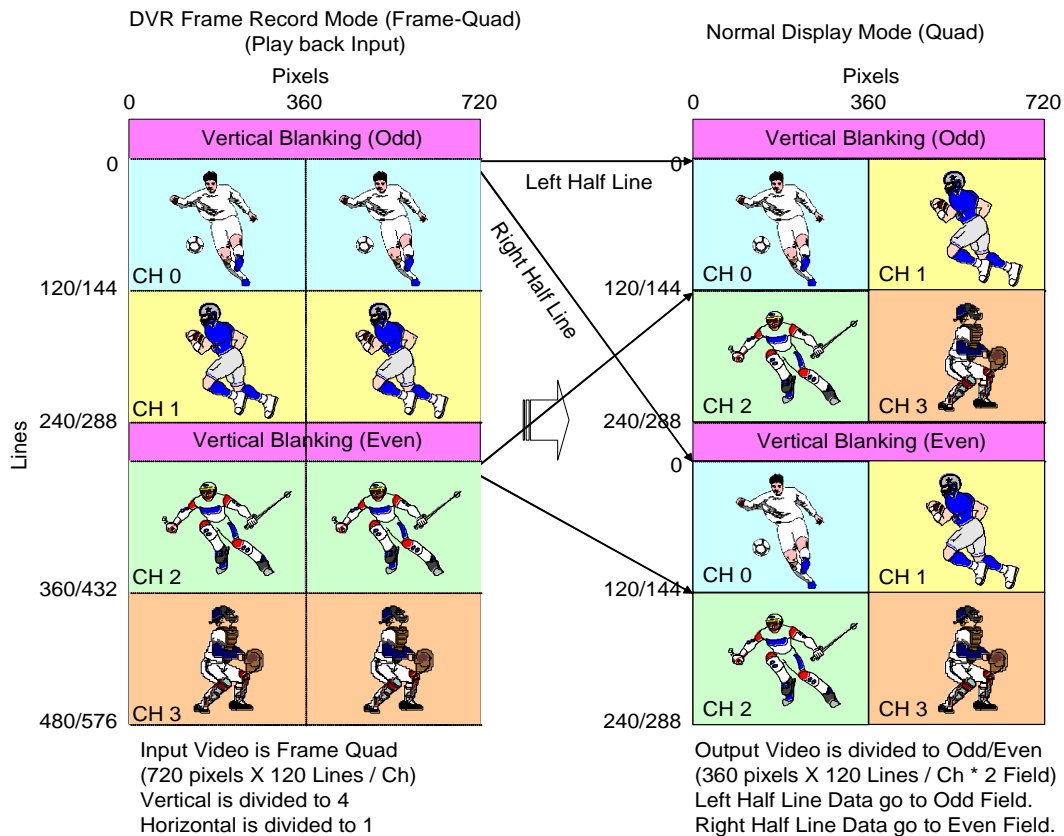 DVR Frame Record Mode (Frame-Quad)
(Play back Input)
Pixels
0 360 720
Vertical Blanking (Odd)
0
CH 0
120/144
CH 1
240/288
Vertical Blanking (Even)
Lines
CH 2
360/432
CH 3
480/576
Input Video is Frame Quad
(720 pixels X 120 Lines / Ch)
Vertical is divided to 4
Horizontal is divided to 1
Left Half Line
Right Half Line
Normal Display Mode (Quad)
Pixels
0 360 720
Vertical Blanking (Odd)
0
CH 0 CH 1
120/144
CH 2 CH 3
240/288
Vertical Blanking (Even)
0
CH 0 CH 1
120/144
CH 2 CH 3
240/288
Output Video is divided to Odd/Even
(360 pixels X 120 Lines / Ch * 2 Field)
Left Half Line Data go to Odd Field.
Right Half Line Data go to Even Field.